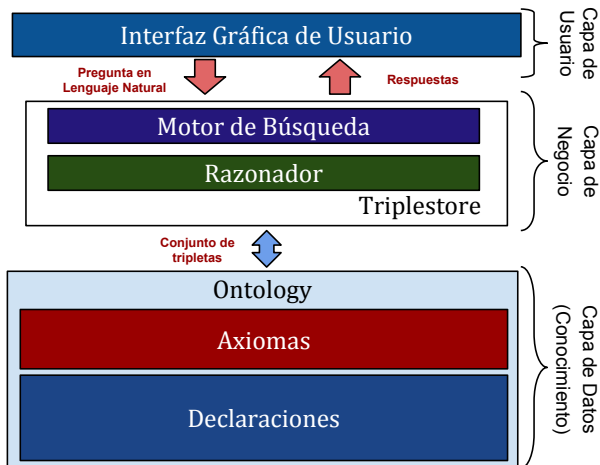 Interfaz Gráfica de Usuario
Capa de
Usuario
Pregunta en
Lenguaje Natural
Respuestas
Motor de Búsqueda
Razonador
Triplestore
Capa de
Negocio
Conjunto de
tripletas
Ontology
Axiomas
Declaraciones
Capa de Datos
(Conocimiento)